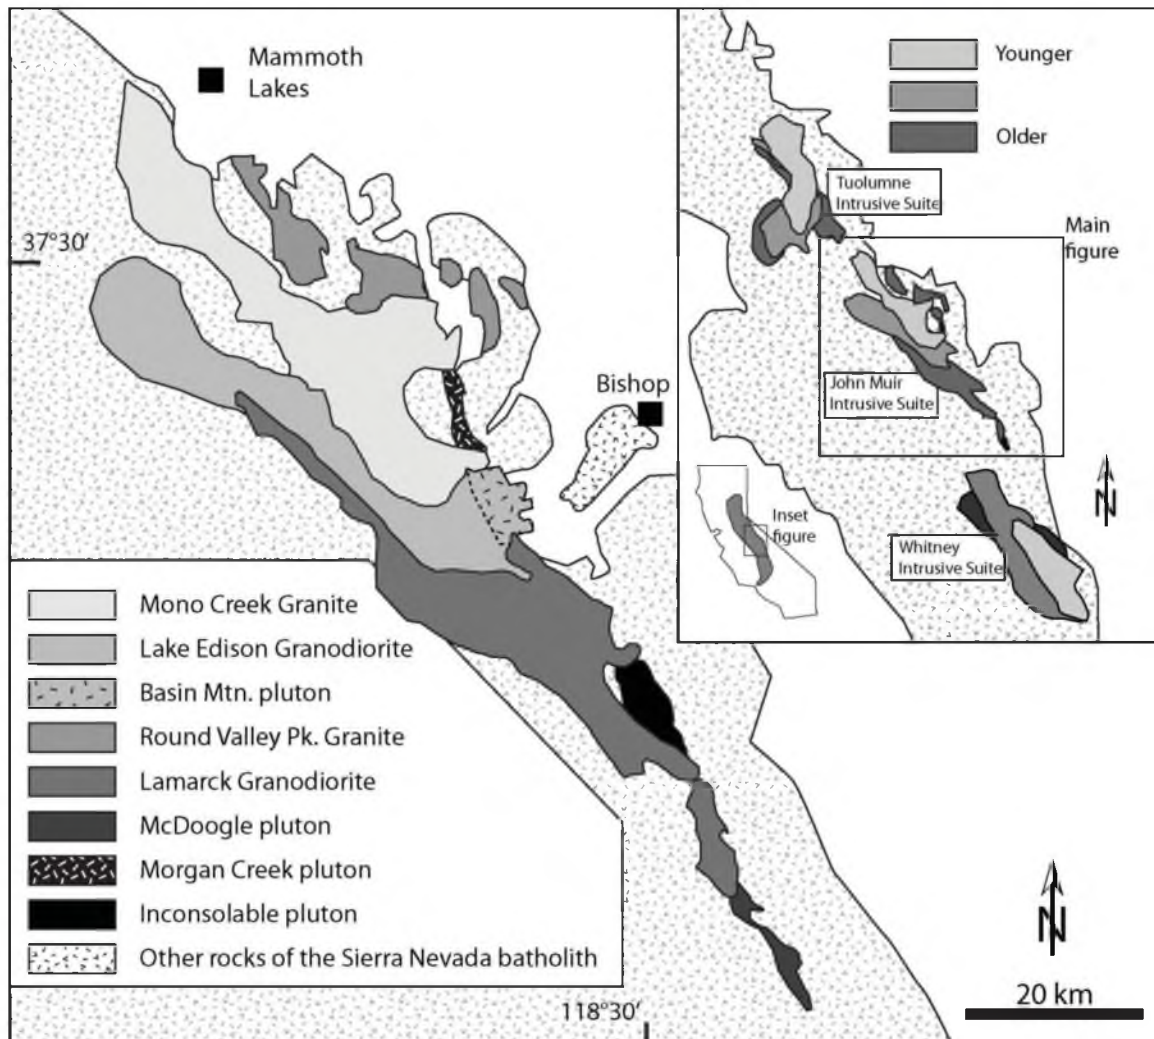 Mammoth
Lakes
37°30′
Bishop
118°30′
20 km
N
Mono Creek Granite
Lake Edison Granodiorite
Basin Mtn. pluton
Round Valley Pk. Granite
Lamarck Granodiorite
McDoogle pluton
Morgan Creek pluton
Inconsolable pluton
Other rocks of the Sierra Nevada batholith
Younger
Older
Tuolumne
Intrusive Suite
Main
figure
John Muir
Intrusive Suite
Inset
figure
Whitney
Intrusive Suite
N